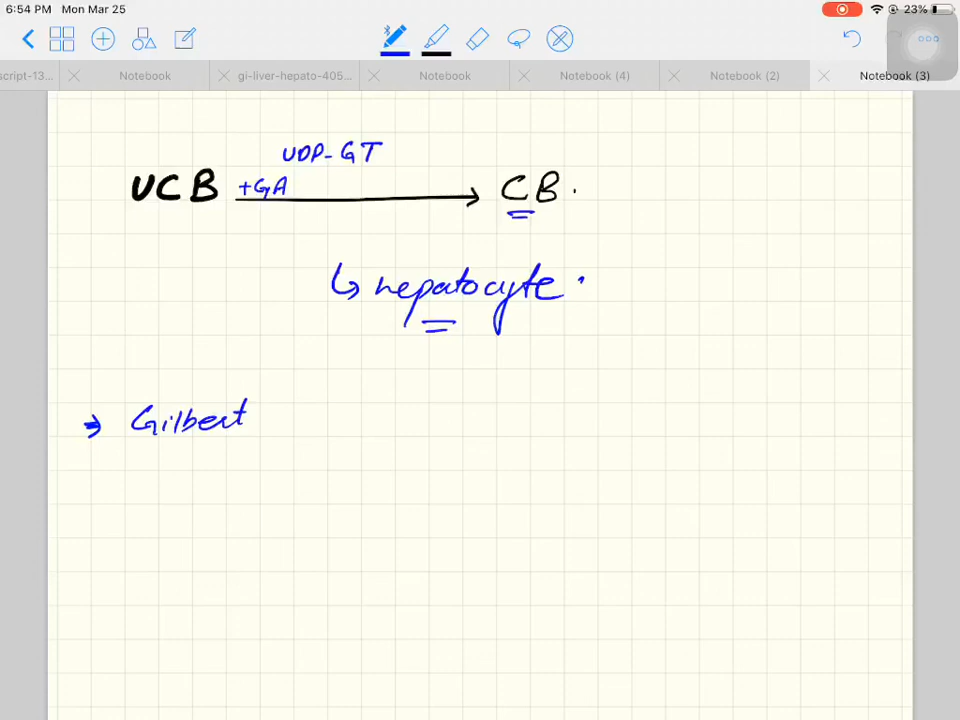 6:54 PM Mon Mar 25
23%
script-13...
Notebook
gi-liver-hepato-405...
Notebook
Notebook (4)
Notebook (2)
Notebook (3)
UDP-GT
UCB +GA → CB.
↳ hepatocyte.
→ Gilbert